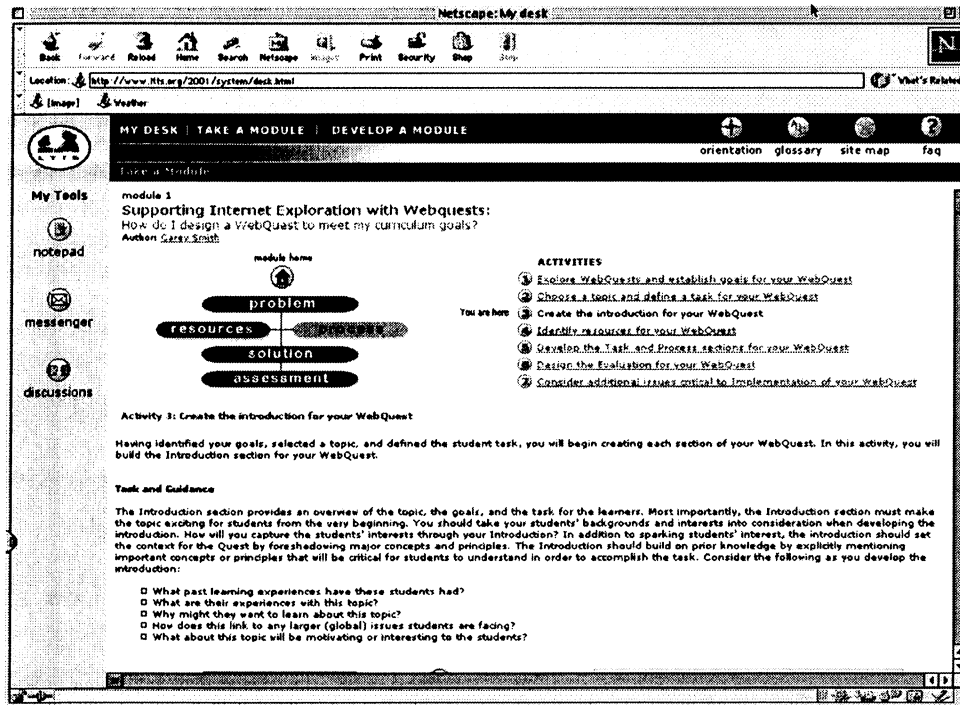 Netscape: My desk
Back Forward Reload Home Search Netscape Images Print Security Shop Stop
N
Location: http://www.ltts.org/2001/system/desk.html What's Related
[Image] Weather
LTTS
MY DESK | TAKE A MODULE | DEVELOP A MODULE
orientation glossary site map faq
Take a Module
My Tools
notepad
messenger
discussions
module 1
Supporting Internet Exploration with Webquests:
How do I design a WebQuest to meet my curriculum goals?
Author Carey Smith
module home
problem
resources process
solution
assessment
ACTIVITIES
1 Explore WebQuests and establish goals for your WebQuest
2 Choose a topic and define a task for your WebQuest
You are here 3 Create the introduction for your WebQuest
4 Identify resources for your WebQuest
5 Develop the Task and Process sections for your WebQuest
6 Design the Evaluation for your WebQuest
7 Consider additional issues critical to Implementation of your WebQuest
Activity 3: Create the introduction for your WebQuest
Having identified your goals, selected a topic, and defined the student task, you will begin creating each section of your WebQuest. In this activity, you will
build the Introduction section for your WebQuest.
Task and Guidance
The Introduction section provides an overview of the topic, the goals, and the task for the learners. Most importantly, the Introduction section must make
the topic exciting for students from the very beginning. You should take your students' backgrounds and interests into consideration when developing the
introduction. How will you capture the students' interests through your Introduction? In addition to sparking students' interest, the introduction should set
the context for the Quest by foreshadowing major concepts and principles. The Introduction should build on prior knowledge by explicitly mentioning
important concepts or principles that will be critical for students to understand in order to accomplish the task. Consider the following as you develop the
introduction:
What past learning experiences have these students had?
What are their experiences with this topic?
Why might they want to learn about this topic?
How does this link to any larger (global) issues students are facing?
What about this topic will be motivating or interesting to the students?